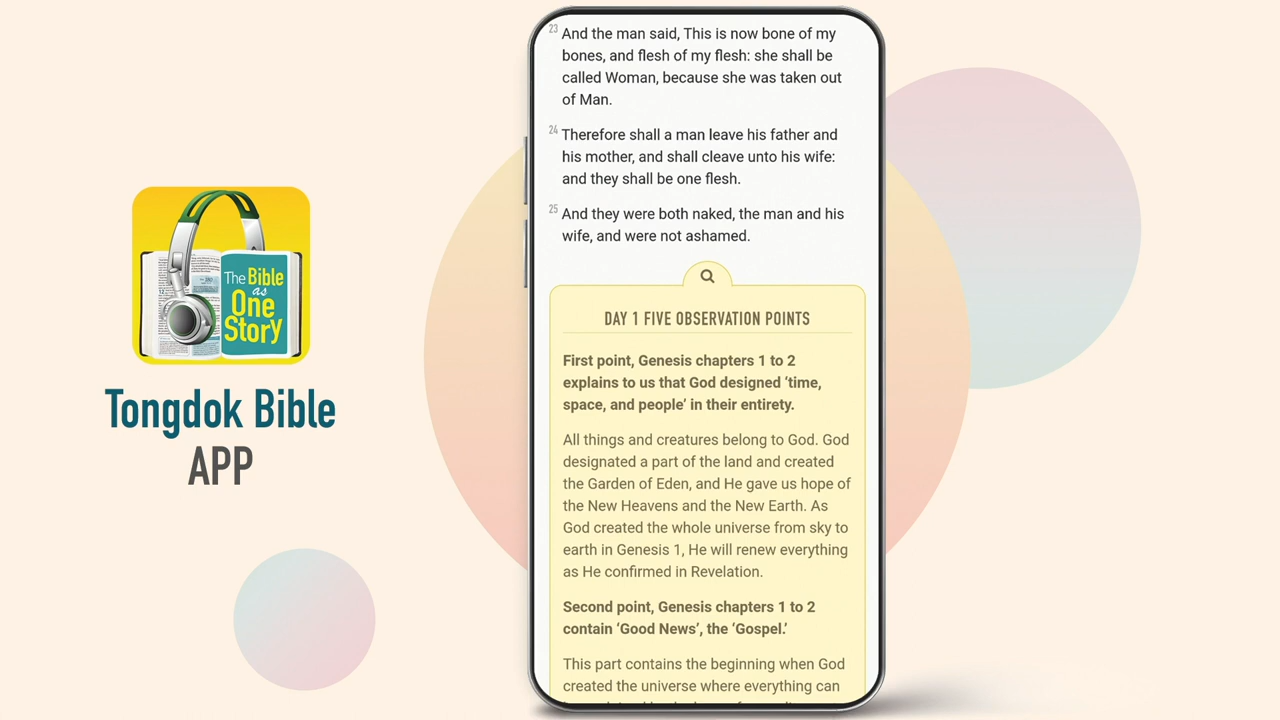 The Bible
as
One
Story
Tongdok Bible
APP
23 And the man said, This is now bone of my
bones, and flesh of my flesh: she shall be
called Woman, because she was taken out
of Man.
24 Therefore shall a man leave his father and
his mother, and shall cleave unto his wife:
and they shall be one flesh.
25 And they were both naked, the man and his
wife, and were not ashamed.
DAY 1 FIVE OBSERVATION POINTS
First point, Genesis chapters 1 to 2
explains to us that God designed ‘time,
space, and people’ in their entirety.
All things and creatures belong to God. God
designated a part of the land and created
the Garden of Eden, and He gave us hope of
the New Heavens and the New Earth. As
God created the whole universe from sky to
earth in Genesis 1, He will renew everything
as He confirmed in Revelation.
Second point, Genesis chapters 1 to 2
contain ‘Good News’, the ‘Gospel.’
This part contains the beginning when God
created the universe where everything can